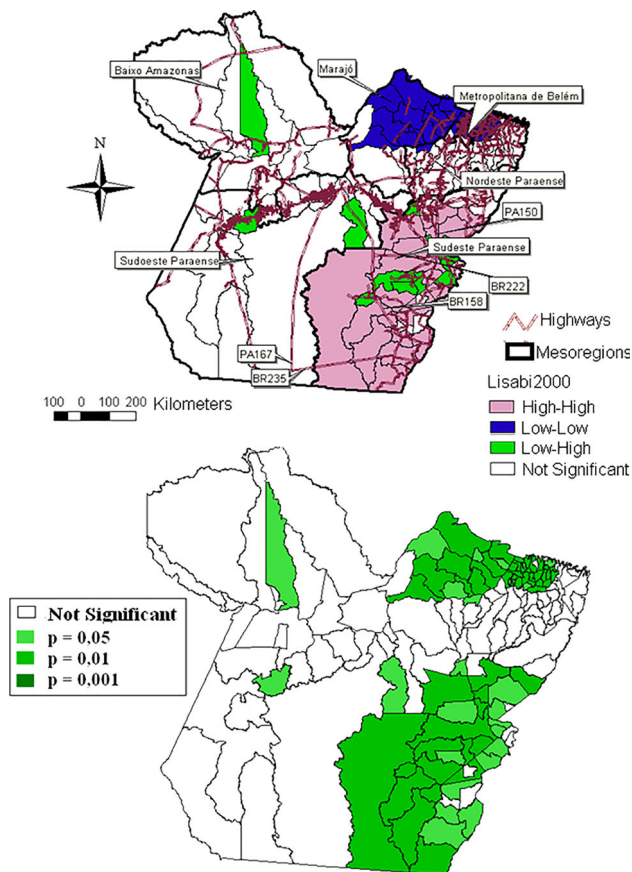 Baixo Amazonas
Marajó
Metropolitana de Belém
N
Nordeste Paraense
PA150
Sudoeste Paraense
Sudeste Paraense
BR222
BR158
PA167
BR235
Highways
Mesoregions
Lisabi2000
High-High
Low-Low
Low-High
Not Significant
100 0 100 200 Kilometers
Not Significant
p = 0,05
p = 0,01
p = 0,001